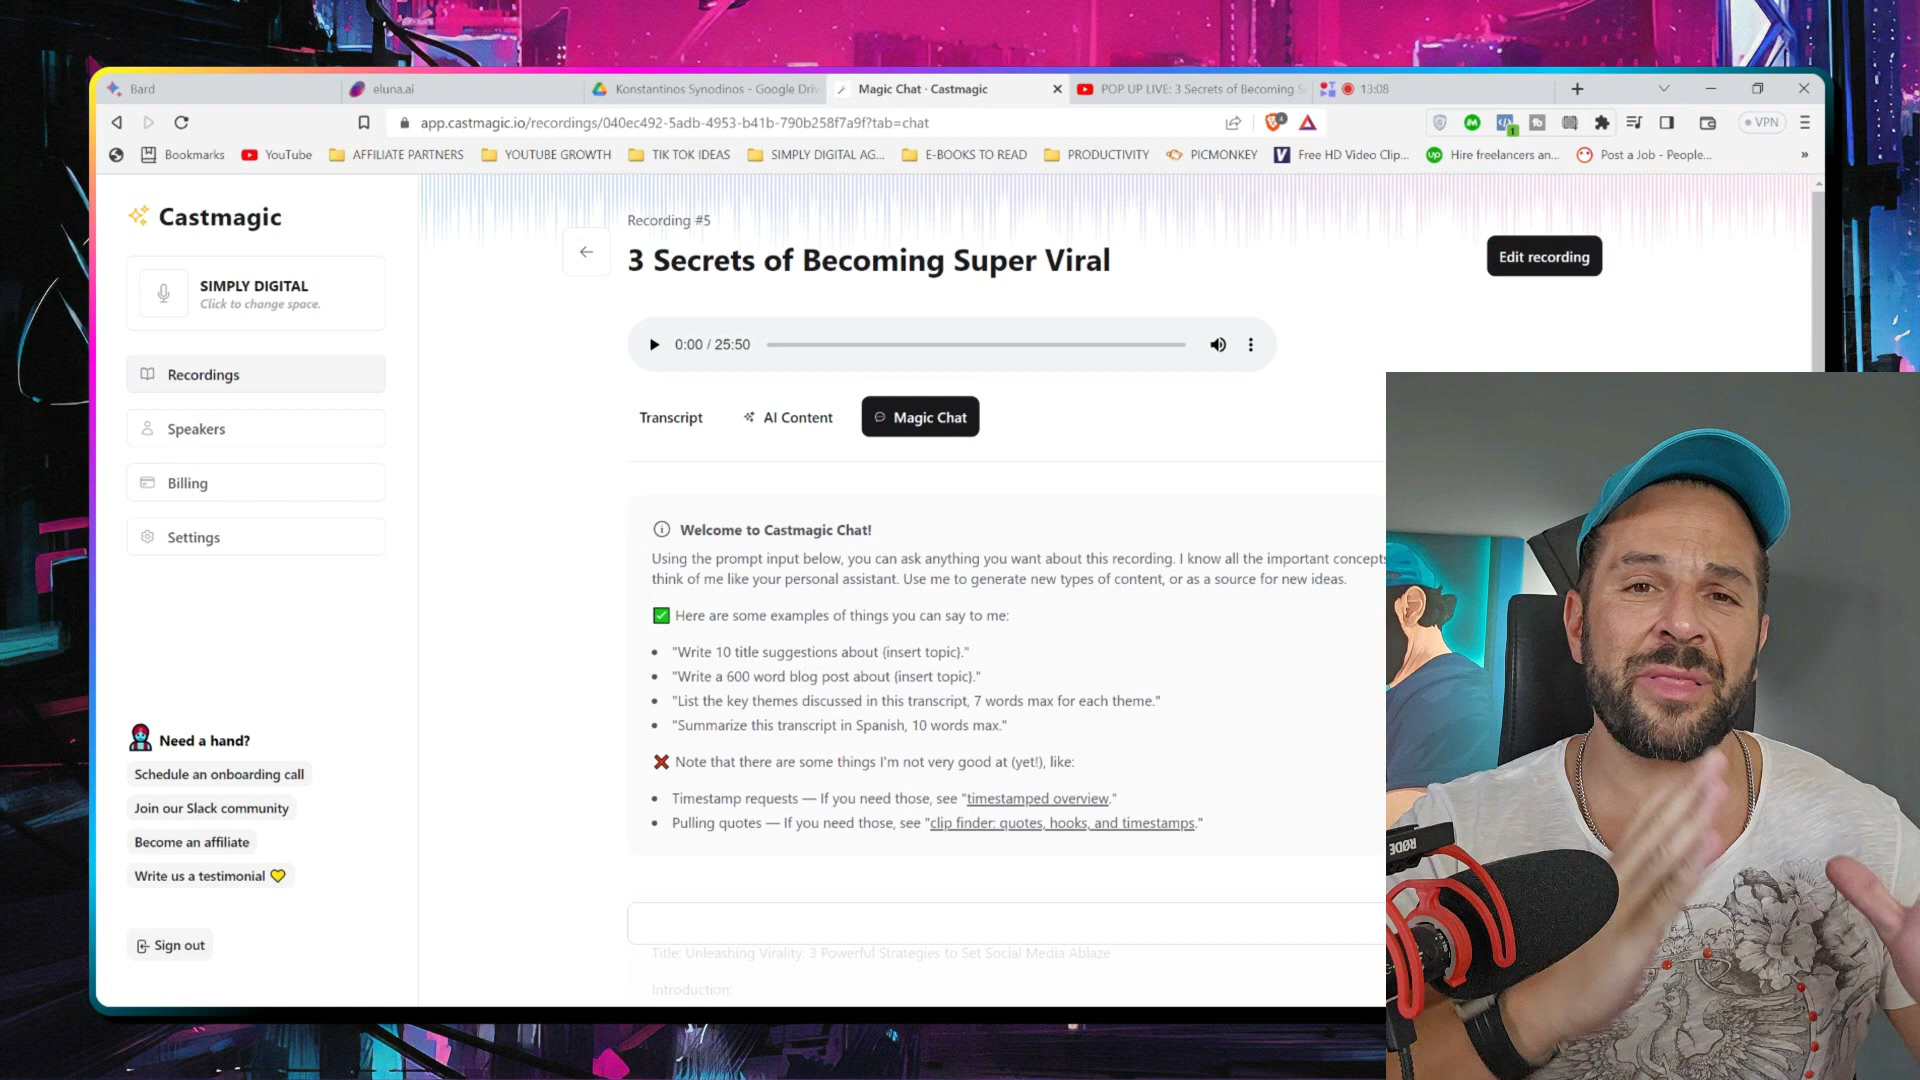 Bard
eluna.ai
Konstantinos Synodinos - Google Driv
Magic Chat · Castmagic
POP UP LIVE: 3 Secrets of Becoming S
13:08
app.castmagic.io/recordings/040ec492-5adb-4953-b41b-790b258f7a9f?tab=chat
VPN
Bookmarks
YouTube
AFFILIATE PARTNERS
YOUTUBE GROWTH
TIK TOK IDEAS
SIMPLY DIGITAL AG...
E-BOOKS TO READ
PRODUCTIVITY
PICMONKEY
Free HD Video Clip...
Hire freelancers an...
Post a Job - People...
Castmagic
SIMPLY DIGITAL
Click to change space.
Recordings
Speakers
Billing
Settings
Need a hand?
Schedule an onboarding call
Join our Slack community
Become an affiliate
Write us a testimonial
Sign out
Recording #5
3 Secrets of Becoming Super Viral
Edit recording
0:00 / 25:50
Transcript
AI Content
Magic Chat
Welcome to Castmagic Chat!
Using the prompt input below, you can ask anything you want about this recording. I know all the important concepts
think of me like your personal assistant. Use me to generate new types of content, or as a source for new ideas.
Here are some examples of things you can say to me:
"Write 10 title suggestions about {insert topic}."
"Write a 600 word blog post about {insert topic}."
"List the key themes discussed in this transcript, 7 words max for each theme."
"Summarize this transcript in Spanish, 10 words max."
Note that there are some things I'm not very good at (yet!), like:
Timestamp requests — If you need those, see "timestamped overview."
Pulling quotes — If you need those, see "clip finder: quotes, hooks, and timestamps."
Title: Unleashing Virality: 3 Powerful Strategies to Set Social Media Ablaze
Introduction:
RØDE